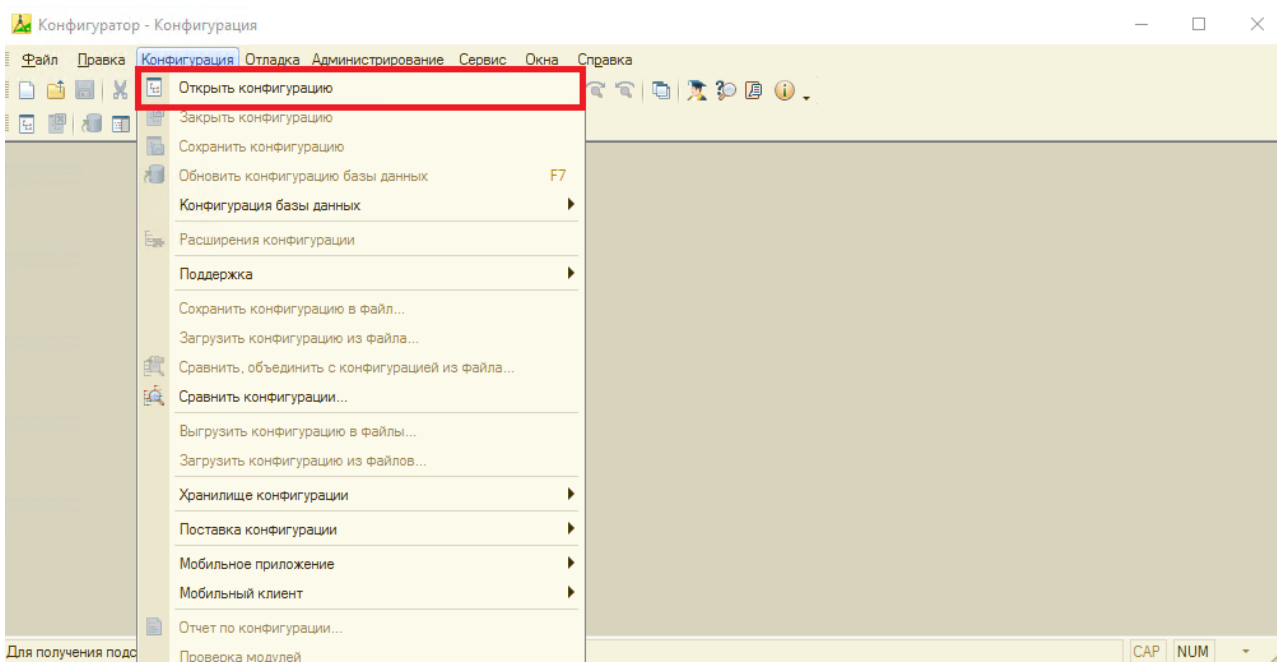 Конфигуратор - Конфигурация
Файл Правка Конфигурация Отладка Администрирование Сервис Окна Справка
Открыть конфигурацию
Закрыть конфигурацию
Сохранить конфигурацию
Обновить конфигурацию базы данных F7
Конфигурация базы данных
Расширения конфигурации
Поддержка
Сохранить конфигурацию в файл...
Загрузить конфигурацию из файла...
Сравнить, объединить с конфигурацией из файла...
Сравнить конфигурации...
Выгрузить конфигурацию в файлы...
Загрузить конфигурацию из файлов...
Хранилище конфигурации
Поставка конфигурации
Мобильное приложение
Мобильный клиент
Отчет по конфигурации...
Проверка модулей
Для получения подс
CAP NUM